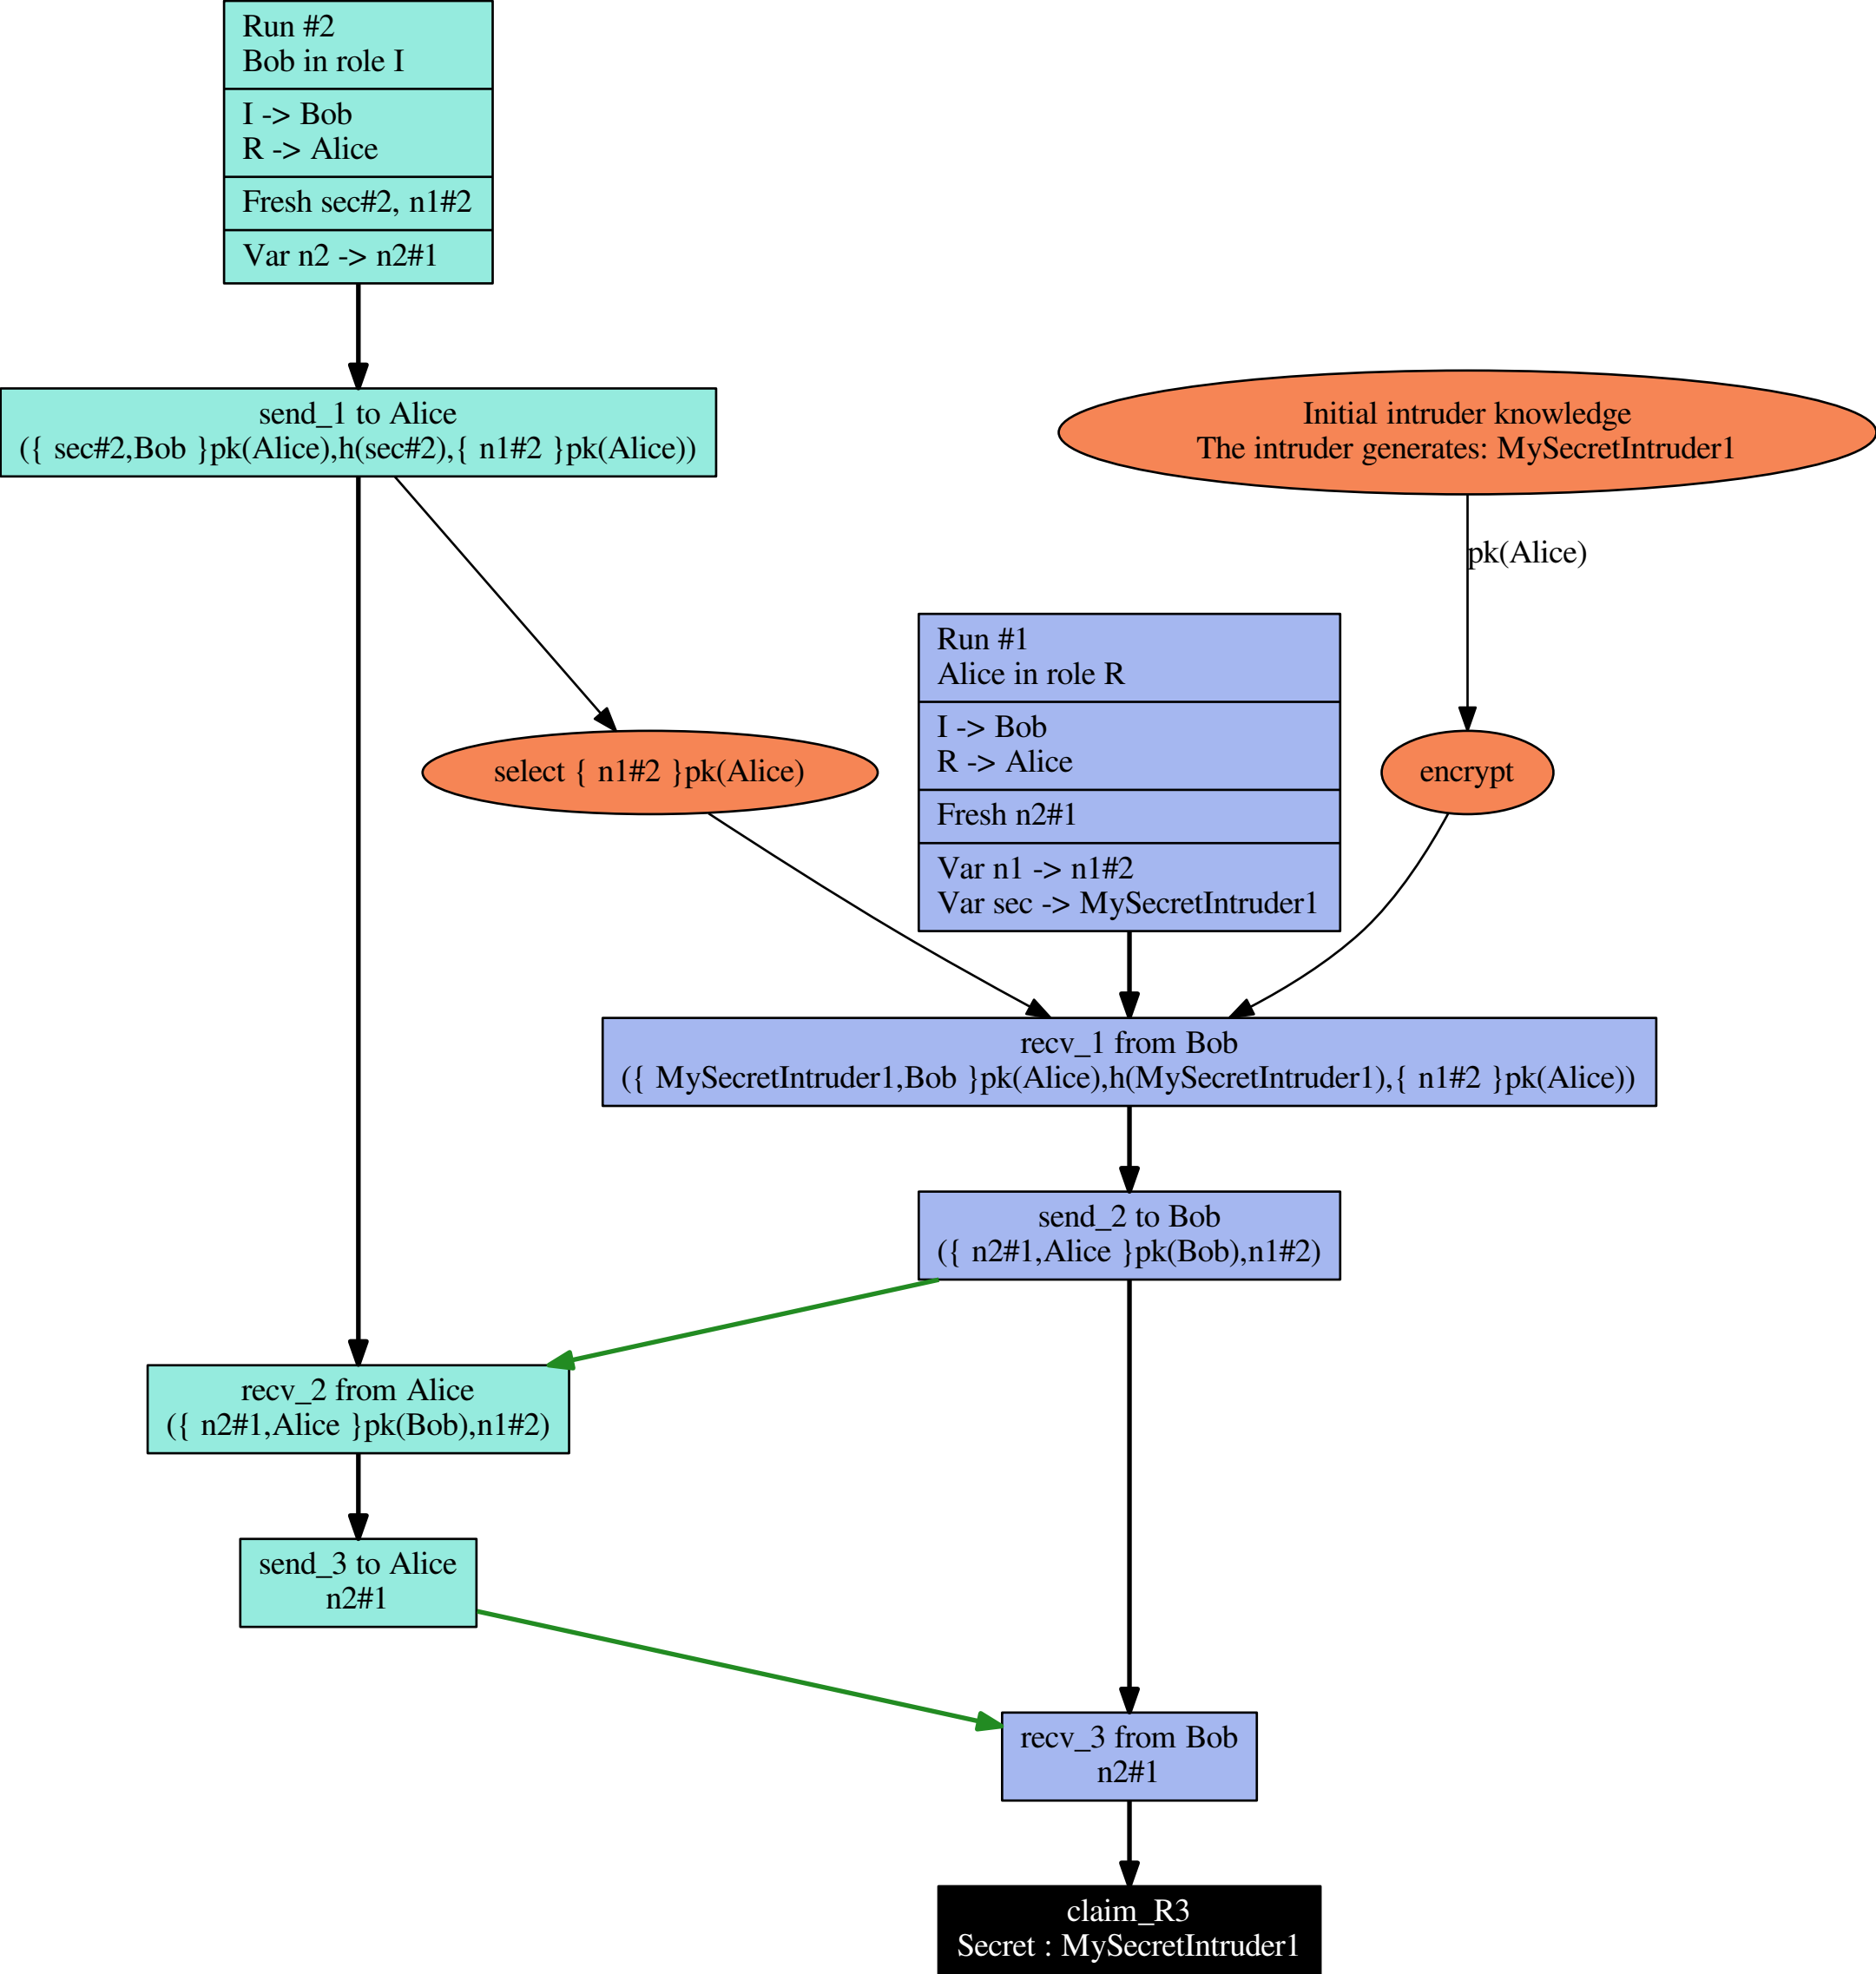 Run #2
Bob in role I
I -> Bob
R -> Alice
Fresh sec#2, n1#2
Var n2 -> n2#1
send_1 to Alice
({ sec#2,Bob }pk(Alice),h(sec#2),{ n1#2 }pk(Alice))
Initial intruder knowledge
The intruder generates: MySecretIntruder1
pk(Alice)
Run #1
Alice in role R
I -> Bob
R -> Alice
Fresh n2#1
Var n1 -> n1#2
Var sec -> MySecretIntruder1
select { n1#2 }pk(Alice)
encrypt
recv_1 from Bob
({ MySecretIntruder1,Bob }pk(Alice),h(MySecretIntruder1),{ n1#2 }pk(Alice))
send_2 to Bob
({ n2#1,Alice }pk(Bob),n1#2)
recv_2 from Alice
({ n2#1,Alice }pk(Bob),n1#2)
send_3 to Alice
n2#1
recv_3 from Bob
n2#1
claim_R3
Secret : MySecretIntruder1